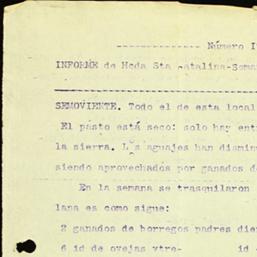 -------------- Número I
INFORME de Hcda Sta Catalina-Sema
SEMOVIENTE. Todo el de esta local
El pasto está seco: solo hay ent
la sierra. Los aguajes han dismin
siendo aprovechados por ganados d
En la semana se trasquilaron
lana es como sigue:
2 ganados de borregos padres die
6 id de ovejas vtre- id